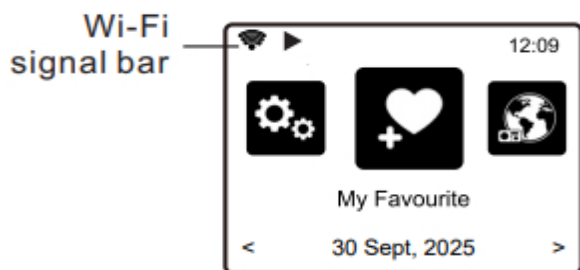 Wi-Fi
signal bar
12:09
My Favourite
< 30 Sept, 2025 >